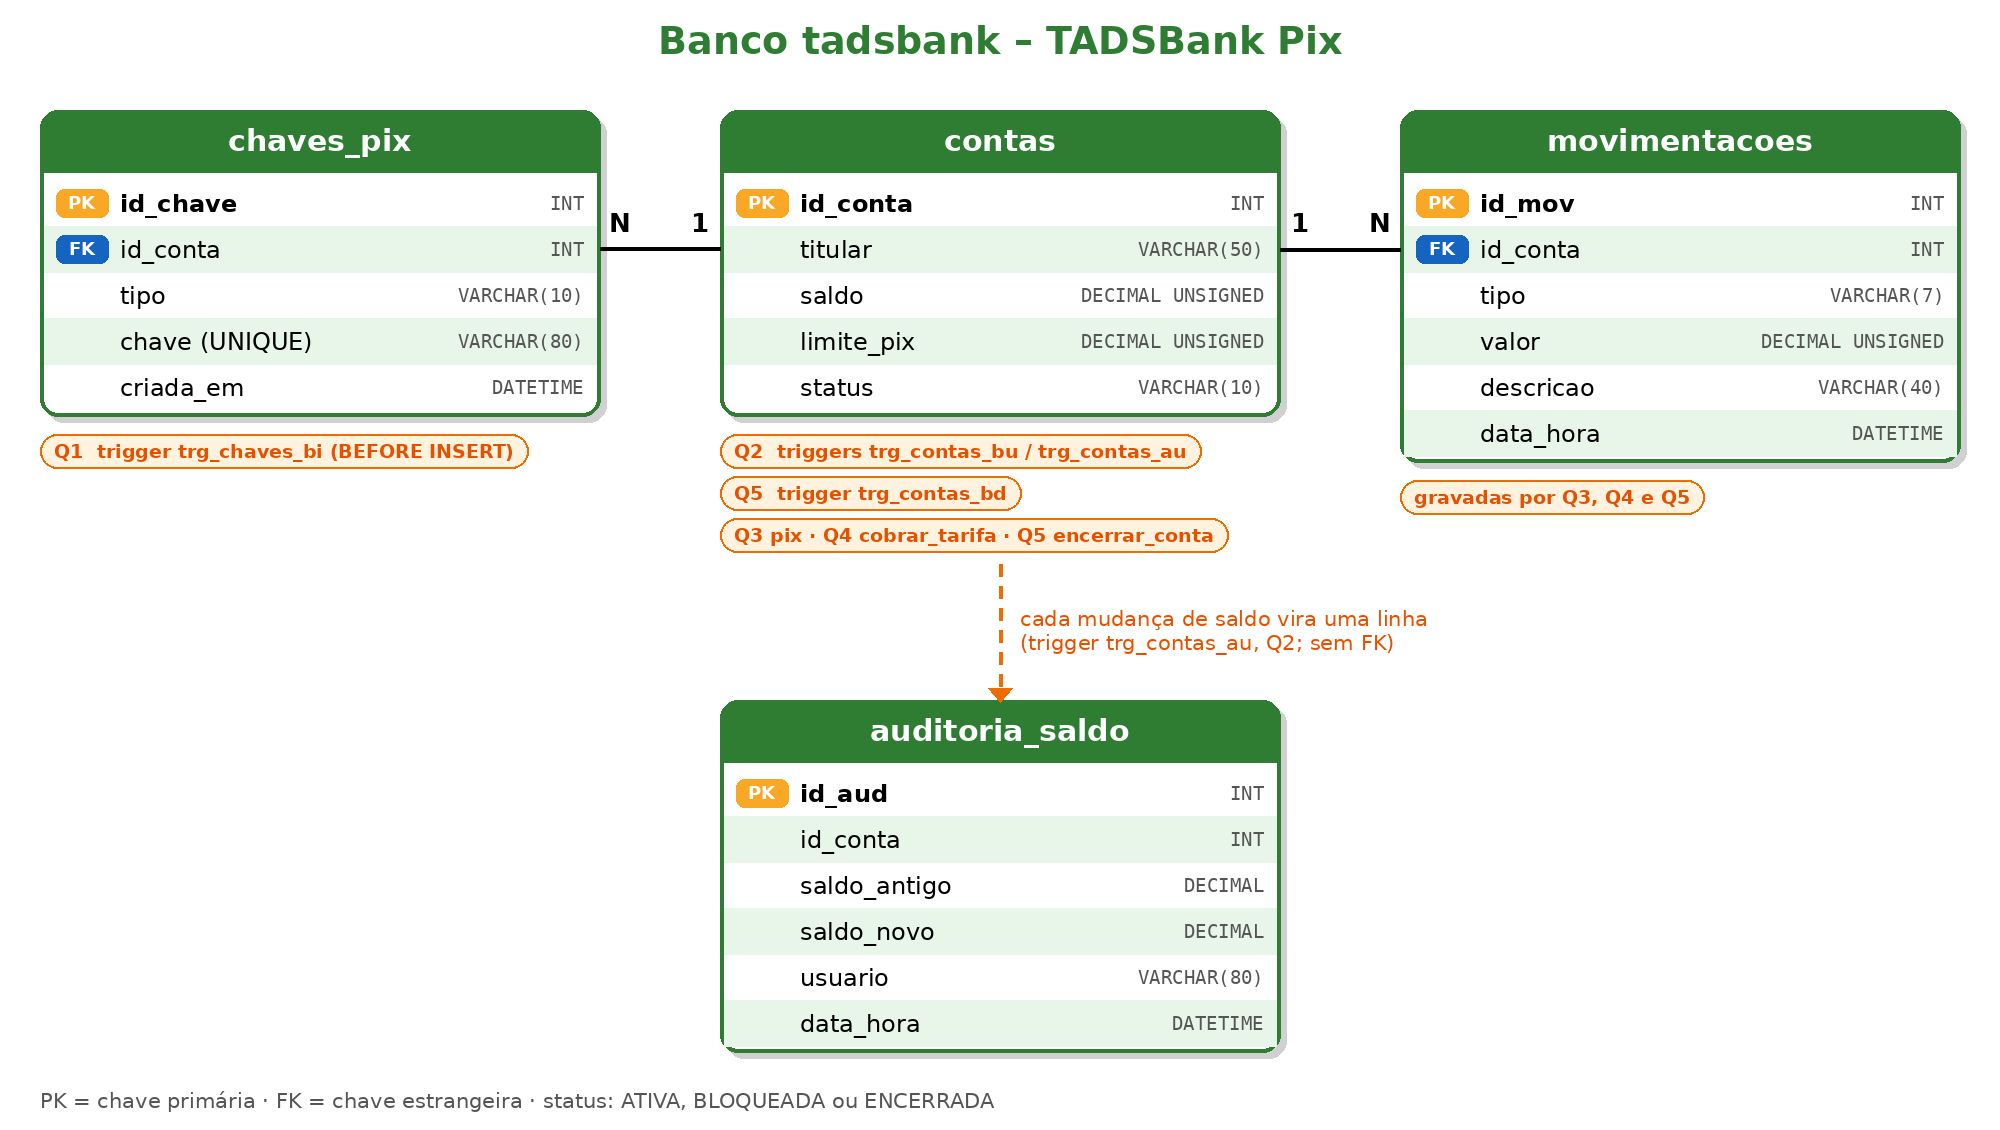 Banco tadsbank – TADSBank Pix
chaves_pix
PK id_chave INT
FK id_conta INT
tipo VARCHAR(10)
chave (UNIQUE) VARCHAR(80)
criada_em DATETIME
Q1 trigger trg_chaves_bi (BEFORE INSERT)
N 1
contas
PK id_conta INT
titular VARCHAR(50)
saldo DECIMAL UNSIGNED
limite_pix DECIMAL UNSIGNED
status VARCHAR(10)
Q2 triggers trg_contas_bu / trg_contas_au
Q5 trigger trg_contas_bd
Q3 pix · Q4 cobrar_tarifa · Q5 encerrar_conta
1 N
movimentacoes
PK id_mov INT
FK id_conta INT
tipo VARCHAR(7)
valor DECIMAL UNSIGNED
descricao VARCHAR(40)
data_hora DATETIME
gravadas por Q3, Q4 e Q5
cada mudança de saldo vira uma linha
(trigger trg_contas_au, Q2; sem FK)
auditoria_saldo
PK id_aud INT
id_conta INT
saldo_antigo DECIMAL
saldo_novo DECIMAL
usuario VARCHAR(80)
data_hora DATETIME
PK = chave primária · FK = chave estrangeira · status: ATIVA, BLOQUEADA ou ENCERRADA